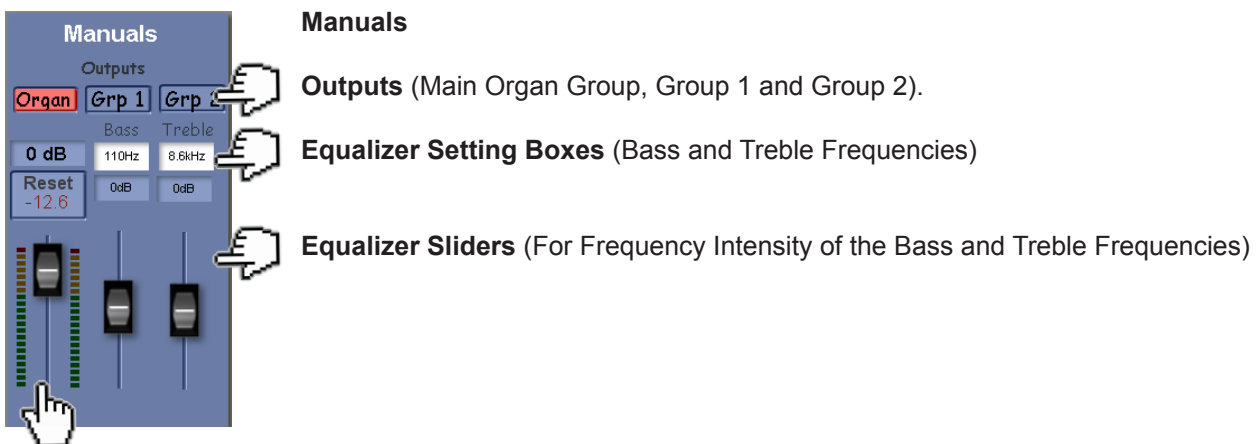 Manuals
Outputs
Organ Grp 1 Grp 2
Bass Treble
0 dB 110Hz 8.6kHz
Reset 0dB 0dB
-12.6
Manuals
Outputs (Main Organ Group, Group 1 and Group 2).
Equalizer Setting Boxes (Bass and Treble Frequencies)
Equalizer Sliders (For Frequency Intensity of the Bass and Treble Frequencies)